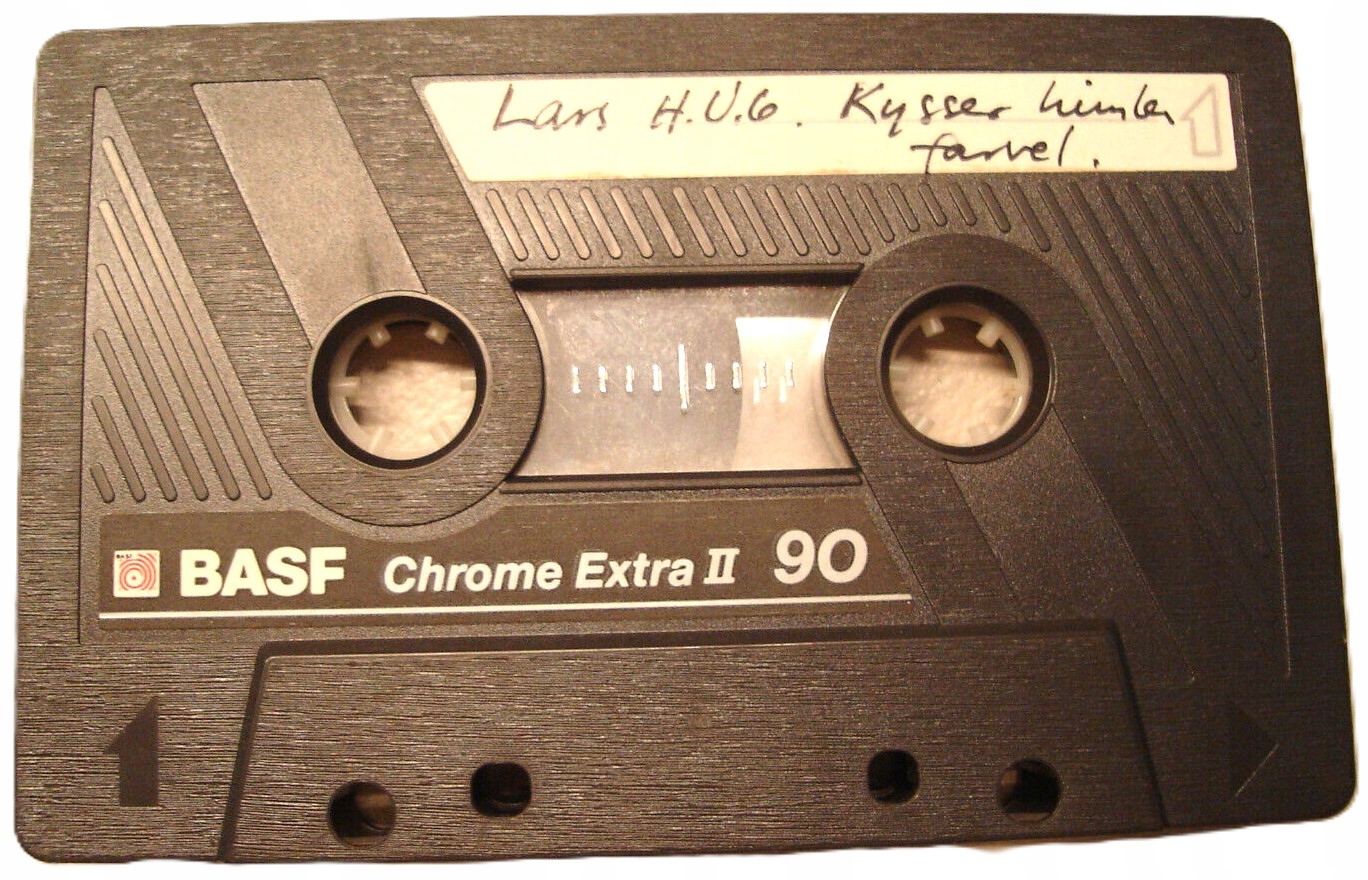 Lars H.U.G. Kysser himlen
farvel.
1
BASF Chrome Extra II 90
1